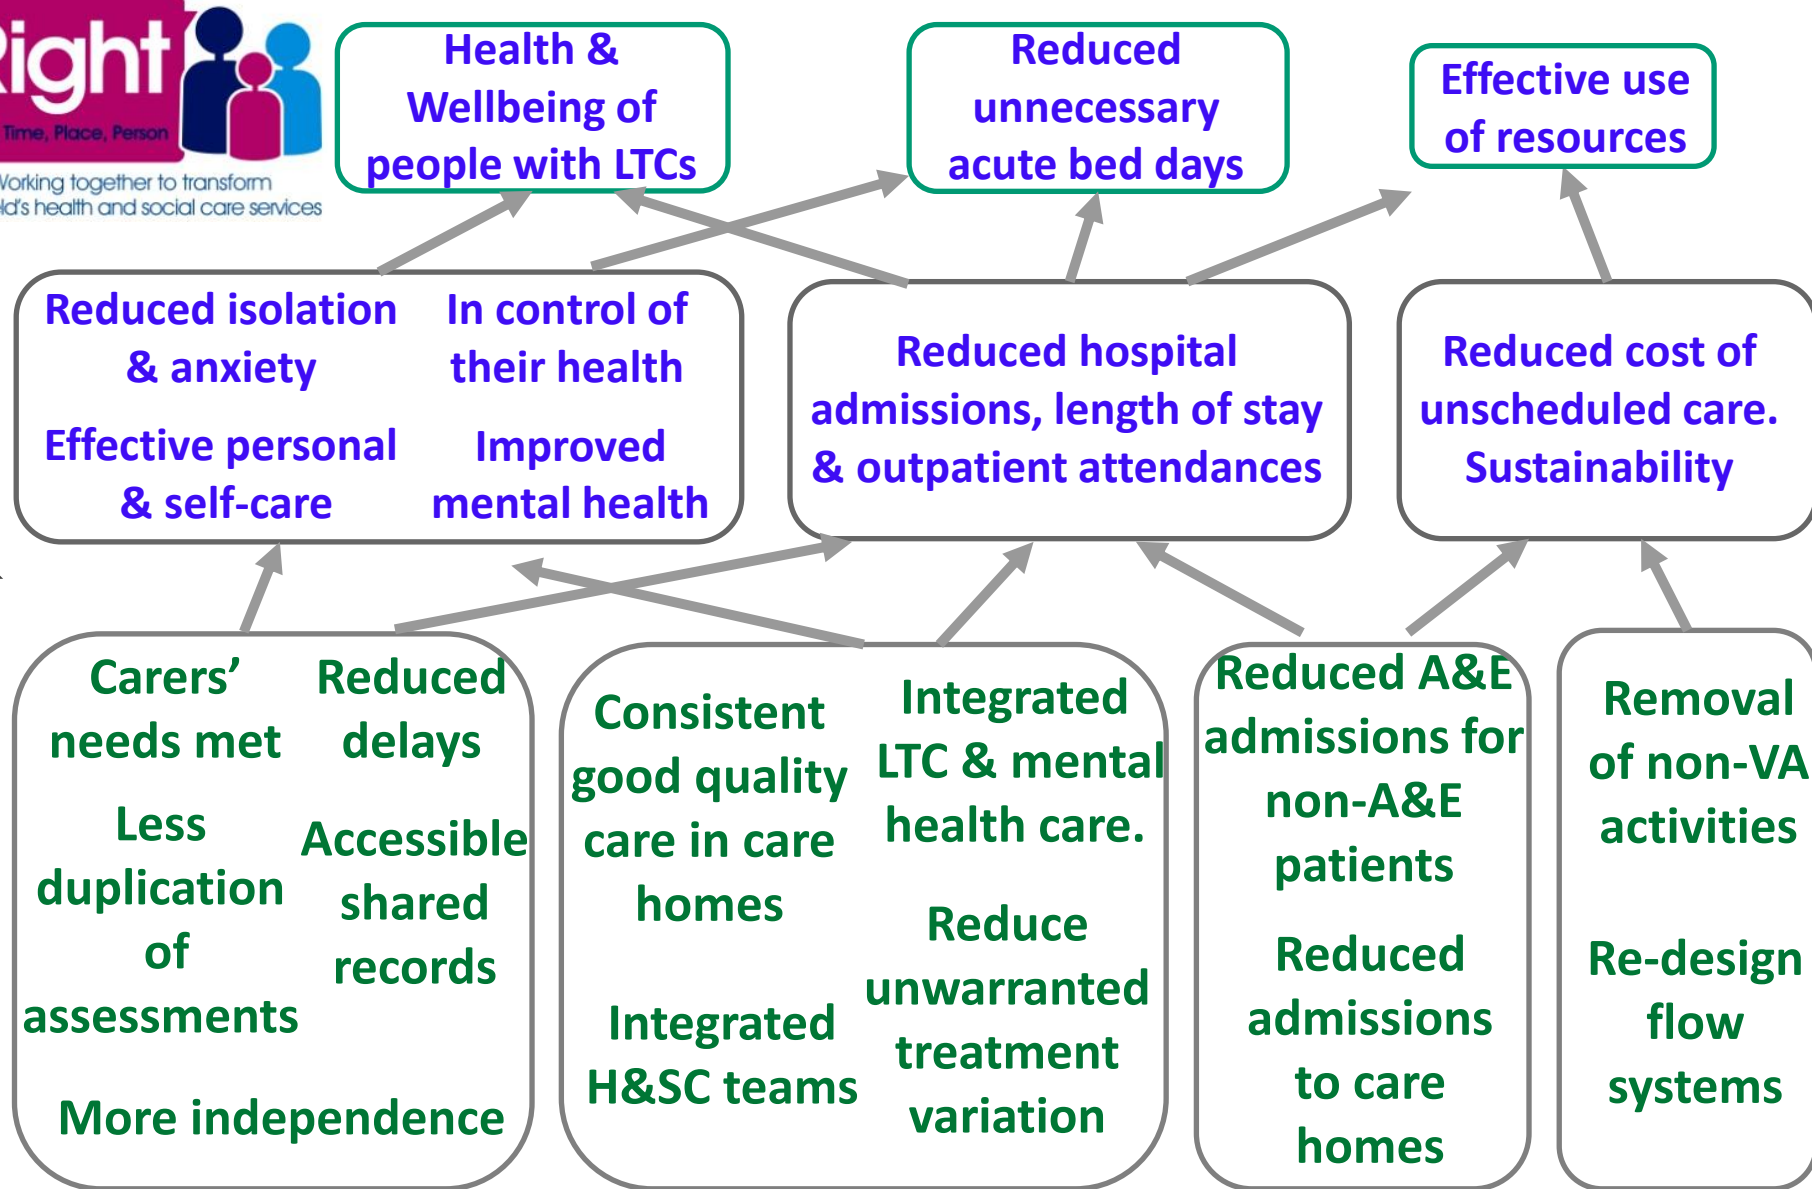 Right
Time, Place, Person
Working together to transform
health and social care services
Health &
Wellbeing of
people with LTCs
Reduced
unnecessary
acute bed days
Effective use
of resources
Reduced isolation
& anxiety
In control of
their health
Effective personal
& self-care
Improved
mental health
Reduced hospital
admissions, length of stay
& outpatient attendances
Reduced cost of
unscheduled care.
Sustainability
Carers’
needs met
Reduced
delays
Less
duplication
of
assessments
Accessible
shared
records
More independence
Consistent
good quality
care in care
homes
Integrated
LTC & mental
health care.
Integrated
H&SC teams
Reduce
unwarranted
treatment
variation
Reduced A&E
admissions for
non-A&E
patients
Reduced
admissions
to care
homes
Removal
of non-VA
activities
Re-design
flow
systems